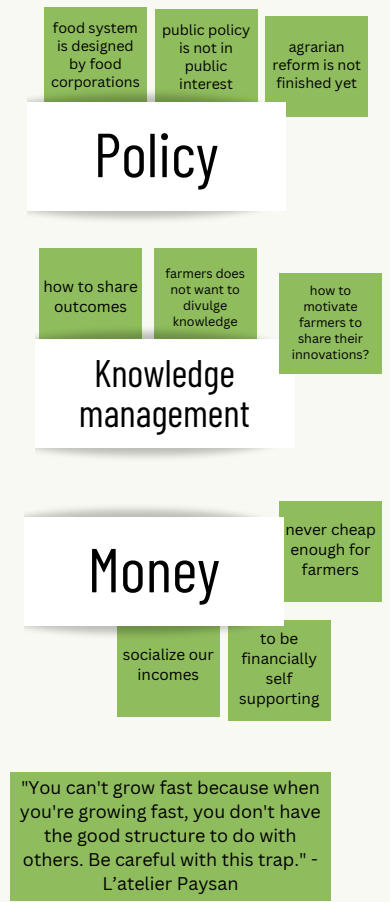 food system
is designed
by food
corporations
public policy
is not in
public
interest
agrarian
reform is not
finished yet
Policy
how to share
outcomes
farmers does
not want to
divulge
knowledge
how to
motivate
farmers to
share their
innovations?
Knowledge
management
never cheap
enough for
farmers
Money
socialize our
incomes
to be
financially
self
supporting
"You can't grow fast because when
you're growing fast, you don't have
the good structure to do with
others. Be careful with this trap." -
L’atelier Paysan